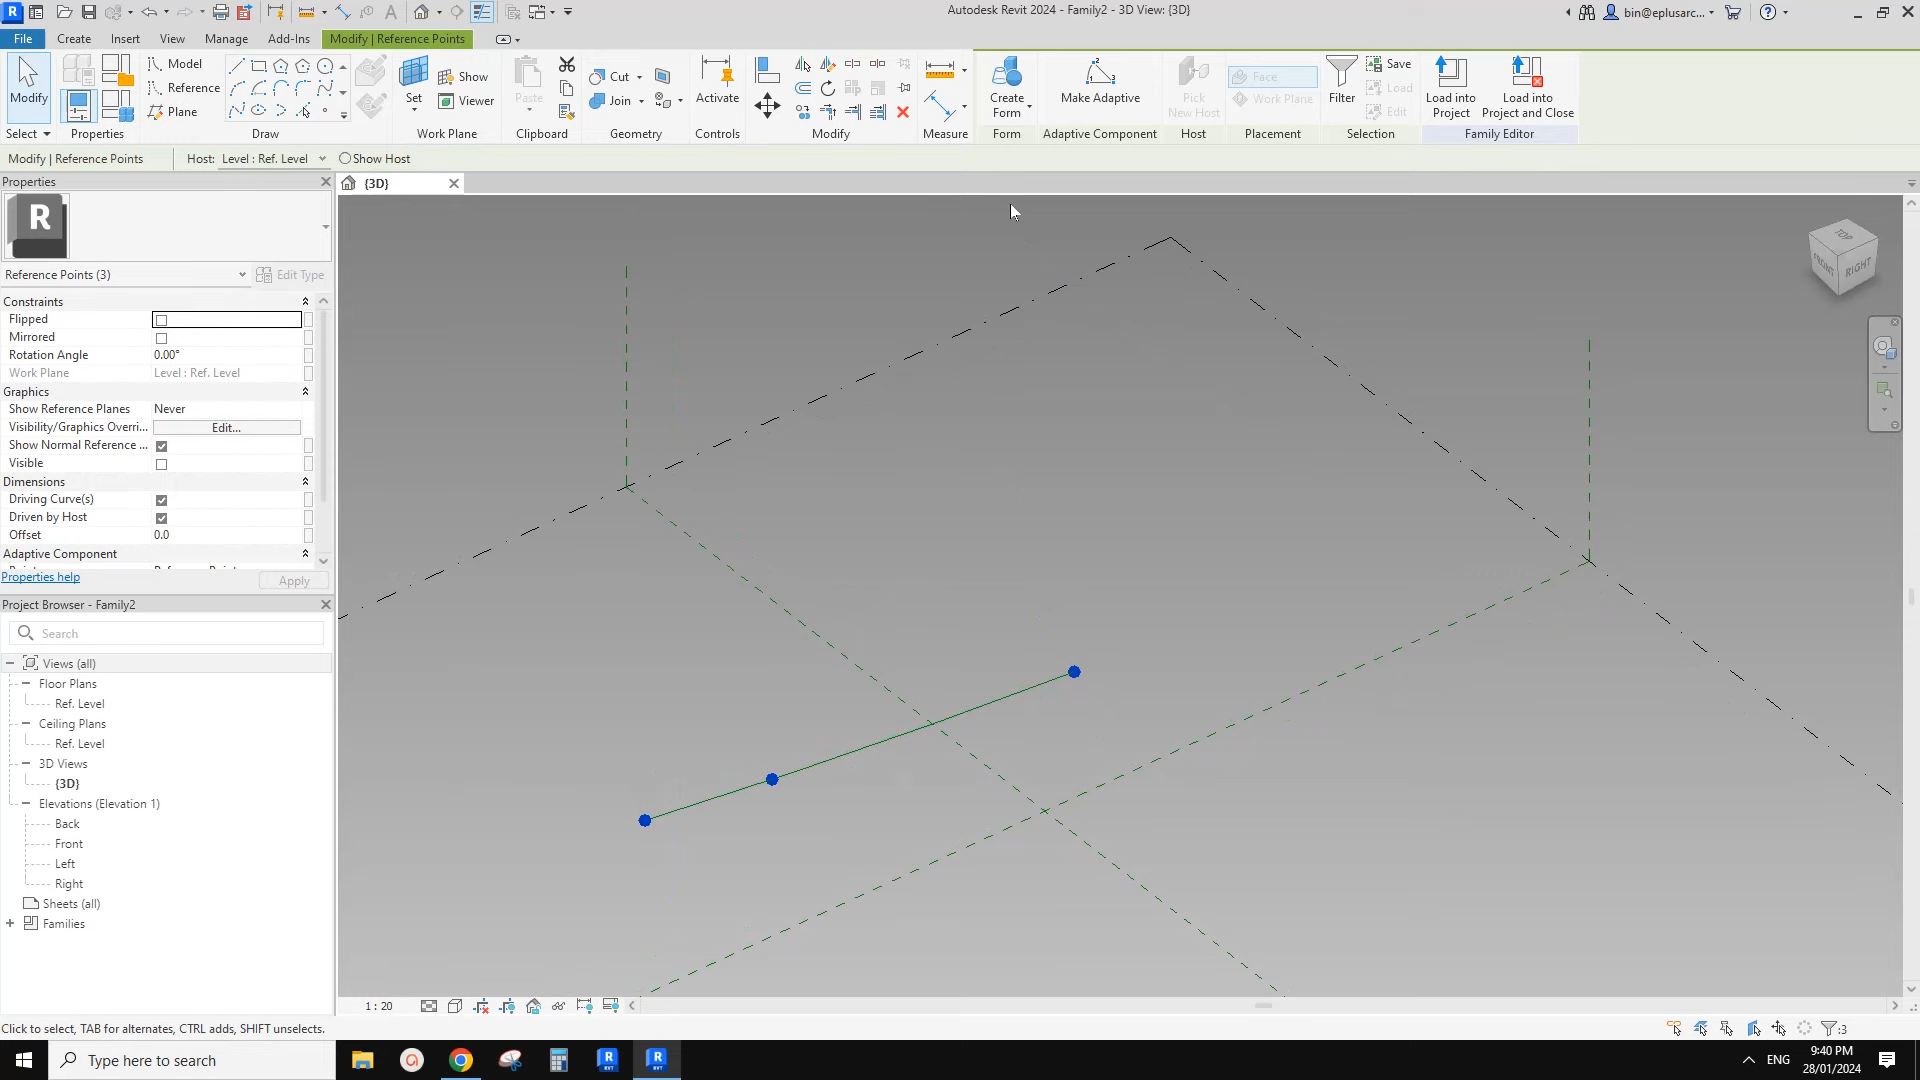 Autodesk Revit 2024 - Family2 - 3D View: {3D}
bin@eplusarc...
File
Create
Insert
View
Manage
Add-Ins
Modify | Reference Points
Modify
Model
Reference
Plane
Set
Show
Viewer
Paste
Cut
Join
Activate
Create
Form
Make Adaptive
Pick
New Host
Face
Work Plane
Filter
Save
Load
Edit
Load into
Project
Load into
Project and Close
Select
Properties
Draw
Work Plane
Clipboard
Geometry
Controls
Modify
Measure
Form
Adaptive Component
Host
Placement
Selection
Family Editor
Modify | Reference Points
Host: Level : Ref. Level
Show Host
Properties
{3D}
R
Reference Points (3)
Edit Type
Constraints
Flipped
Mirrored
Rotation Angle 0.00°
Work Plane Level : Ref. Level
Graphics
Show Reference Planes Never
Visibility/Graphics Overri... Edit...
Show Normal Reference ...
Visible
Dimensions
Driving Curve(s)
Driven by Host
Offset 0.0
Adaptive Component
Properties help
Apply
Project Browser - Family2
Search
Views (all)
Floor Plans
Ref. Level
Ceiling Plans
Ref. Level
3D Views
{3D}
Elevations (Elevation 1)
Back
Front
Left
Right
Sheets (all)
Families
TOP
FRONT
RIGHT
1 : 20
Click to select, TAB for alternates, CTRL adds, SHIFT unselects.
:3
Type here to search
ENG
9:40 PM
28/01/2024